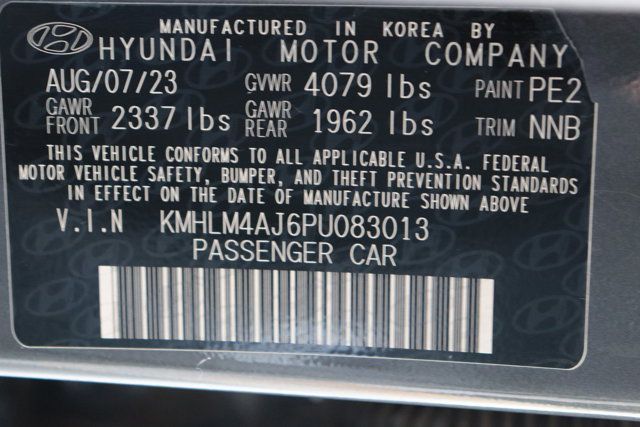 MANUFACTURED IN KOREA BY
HYUNDAI MOTOR COMPANY
AUG/07/23 GVWR 4079 lbs PAINT PE2
GAWR FRONT 2337 lbs GAWR REAR 1962 lbs TRIM NNB
THIS VEHICLE CONFORMS TO ALL APPLICABLE U.S.A. FEDERAL
MOTOR VEHICLE SAFETY, BUMPER, AND THEFT PREVENTION STANDARDS
IN EFFECT ON THE DATE OF MANUFACTURE SHOWN ABOVE
V.I.N KMHLM4AJ6PU083013
PASSENGER CAR